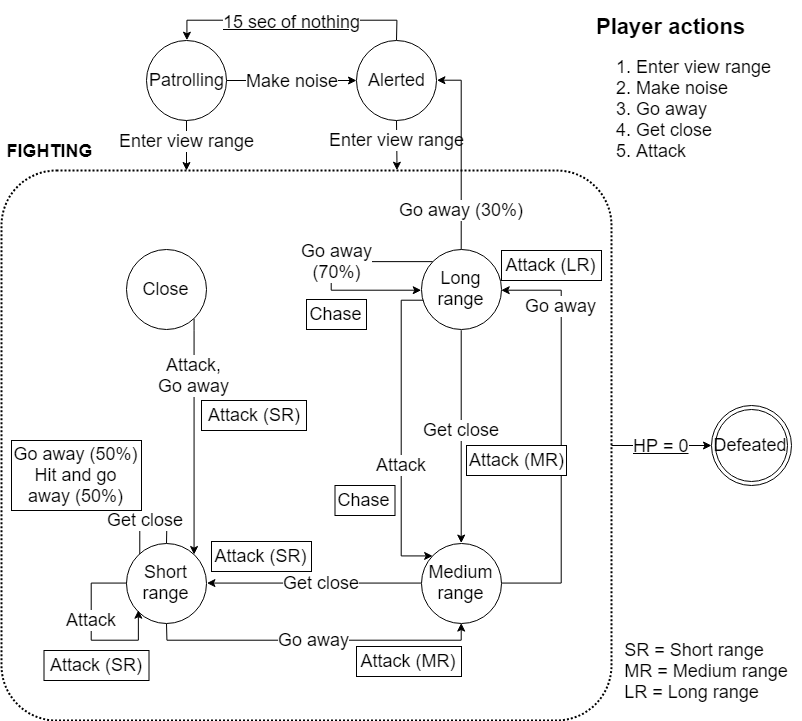 15 sec of nothing
Player actions
Patrolling
Make noise
Alerted
1. Enter view range
2. Make noise
3. Go away
4. Get close
5. Attack
Enter view range
Enter view range
FIGHTING
Go away (30%)
Go away
(70%)
Attack (LR)
Close
Long
range
Chase
Go away
Attack,
Go away
Attack (SR)
Get close
Go away (50%)
Hit and go
away (50%)
Attack
Attack (MR)
HP = 0
Defeated
Chase
Get close
Attack (SR)
Short
range
Get close
Medium
range
Attack
Go away
Attack (SR)
Attack (MR)
SR = Short range
MR = Medium range
LR = Long range